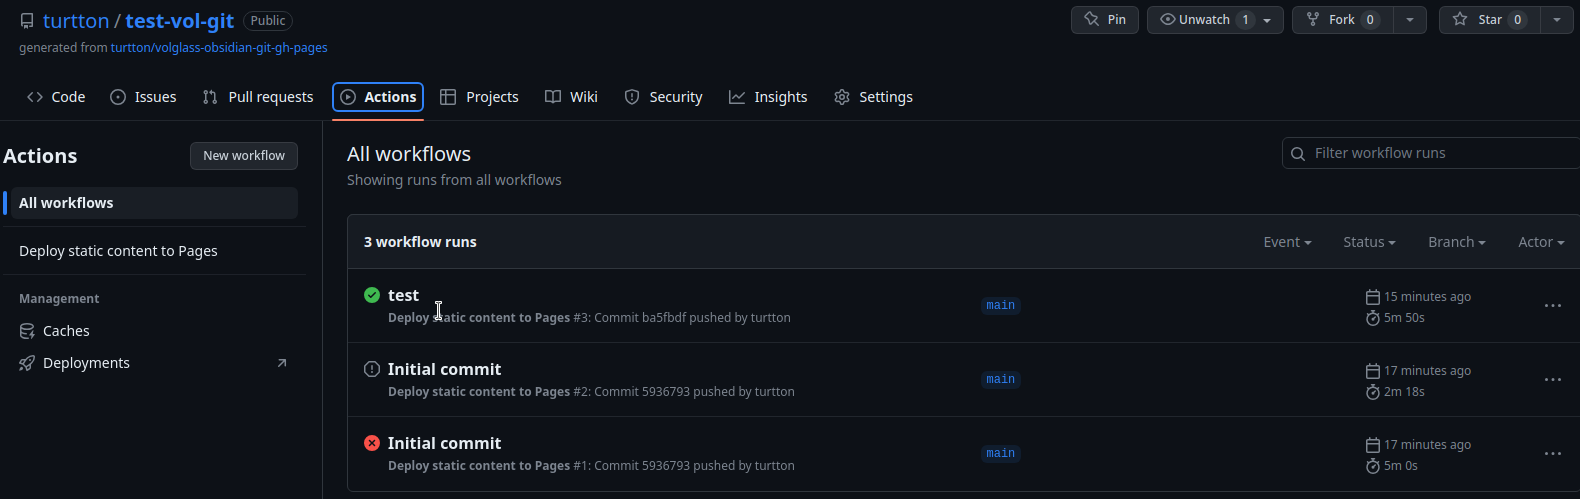 turtton / test-vol-git Public Pin Unwatch 1 Fork 0 Star 0
generated from turtton/volglass-obsidian-git-gh-pages
Code Issues Pull requests Actions Projects Wiki Security Insights Settings
Actions New workflow
All workflows
Deploy static content to Pages
Management
Caches
Deployments
All workflows
Filter workflow runs
Showing runs from all workflows
3 workflow runs Event Status Branch Actor
test
Deploy static content to Pages #3: Commit ba5fbdf pushed by turtton
main
15 minutes ago
5m 50s
Initial commit
Deploy static content to Pages #2: Commit 5936793 pushed by turtton
main
17 minutes ago
2m 18s
Initial commit
Deploy static content to Pages #1: Commit 5936793 pushed by turtton
main
17 minutes ago
5m 0s